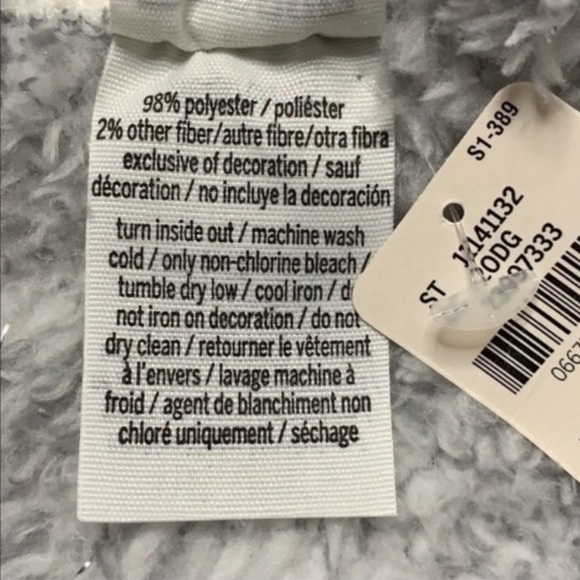 98% polyester / poliéster
2% other fiber/autre fibre/otra fibra
exclusive of decoration / sauf
décoration / no incluye la decoración
turn inside out / machine wash
cold / only non-chlorine bleach /
tumble dry low / cool iron / d
not iron on decoration / do not
dry clean / retourner le vêtement
à l'envers / lavage machine à
froid / agent de blanchiment non
chloré uniquement / séchage
S1-389
ST